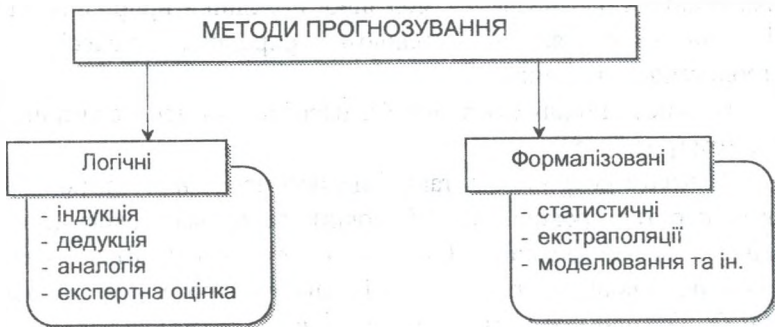 МЕТОДИ ПРОГНОЗУВАННЯ
Логічні
- індукція
- дедукція
- аналогія
- експертна оцінка
Формалізовані
- статистичні
- екстраполяції
- моделювання та ін.